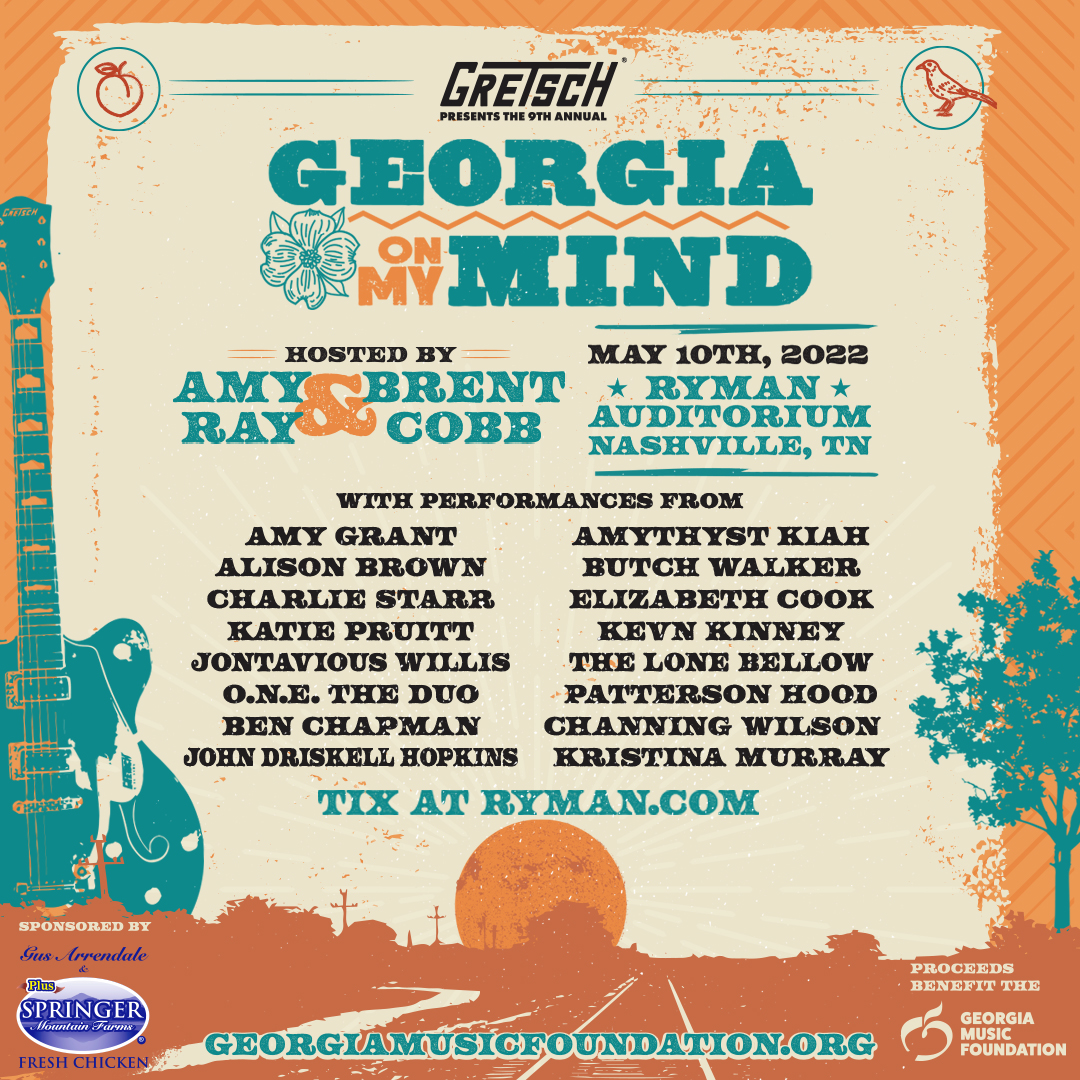 GRETSCH®
PRESENTS THE 9TH ANNUAL
GEORGIA
ON MY MIND
GRETSCH
HOSTED BY
AMY RAY & BRENT COBB
MAY 10TH, 2022
RYMAN
AUDITORIUM
NASHVILLE, TN
WITH PERFORMANCES FROM
AMY GRANT
ALISON BROWN
CHARLIE STARR
KATIE PRUITT
JONTAVIOUS WILLIS
O.N.E. THE DUO
BEN CHAPMAN
JOHN DRISKELL HOPKINS
AMYTHYST KIAH
BUTCH WALKER
ELIZABETH COOK
KEVN KINNEY
THE LONE BELLOW
PATTERSON HOOD
CHANNING WILSON
KRISTINA MURRAY
TIX AT RYMAN.COM
SPONSORED BY
Gus Arrendale
&
Plus
SPRINGER
Mountain Farms®
FRESH CHICKEN
GEORGIAMUSICFOUNDATION.ORG
PROCEEDS
BENEFIT THE
GEORGIA
MUSIC
FOUNDATION